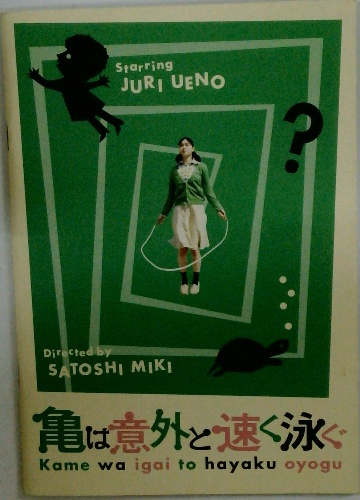 Starring
JURI UENO
?
Directed by
SATOSHI MIKI
亀は意外と速く泳ぐ
Kame wa igai to hayaku oyogu